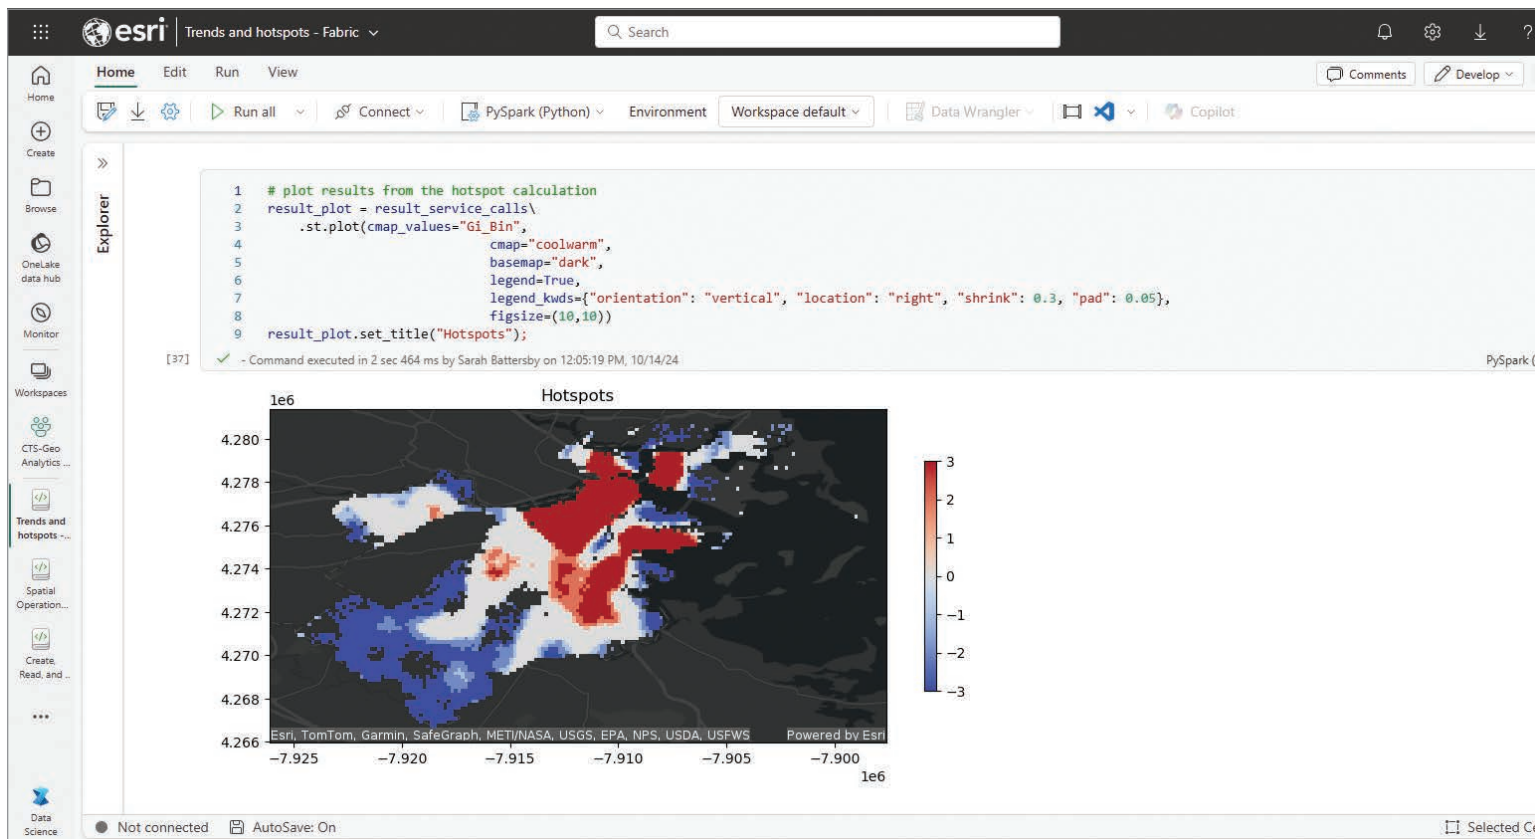 esri
Trends and hotspots - Fabric
Search
?
Home Edit Run View
Comments
Develop
Run all
Connect
PySpark (Python)
Environment
Workspace default
Data Wrangler
Copilot
Home
Create
Browse
OneLake
data hub
Monitor
Workspaces
CTS-Geo
Analytics ...
Trends and
hotspots -...
Spatial
Operation...
Create,
Read, and ..
...
Data
Science
Explorer
1 # plot results from the hotspot calculation
2 result_plot = result_service_calls\
3 .st.plot(cmap_values="Gi_Bin",
4 cmap="coolwarm",
5 basemap="dark",
6 legend=True,
7 legend_kwds={"orientation": "vertical", "location": "right", "shrink": 0.3, "pad": 0.05},
8 figsize=(10,10))
9 result_plot.set_title("Hotspots");
[37] - Command executed in 2 sec 464 ms by Sarah Battersby on 12:05:19 PM, 10/14/24
PySpark (
Hotspots
1e6
4.280
4.278
4.276
4.274
4.272
4.270
4.268
4.266
Esri, TomTom, Garmin, SafeGraph, METI/NASA, USGS, EPA, NPS, USDA, USFWS
Powered by Esri
−7.925 −7.920 −7.915 −7.910 −7.905 −7.900
1e6
3
2
1
0
−1
−2
−3
Not connected
AutoSave: On
Selected Ce